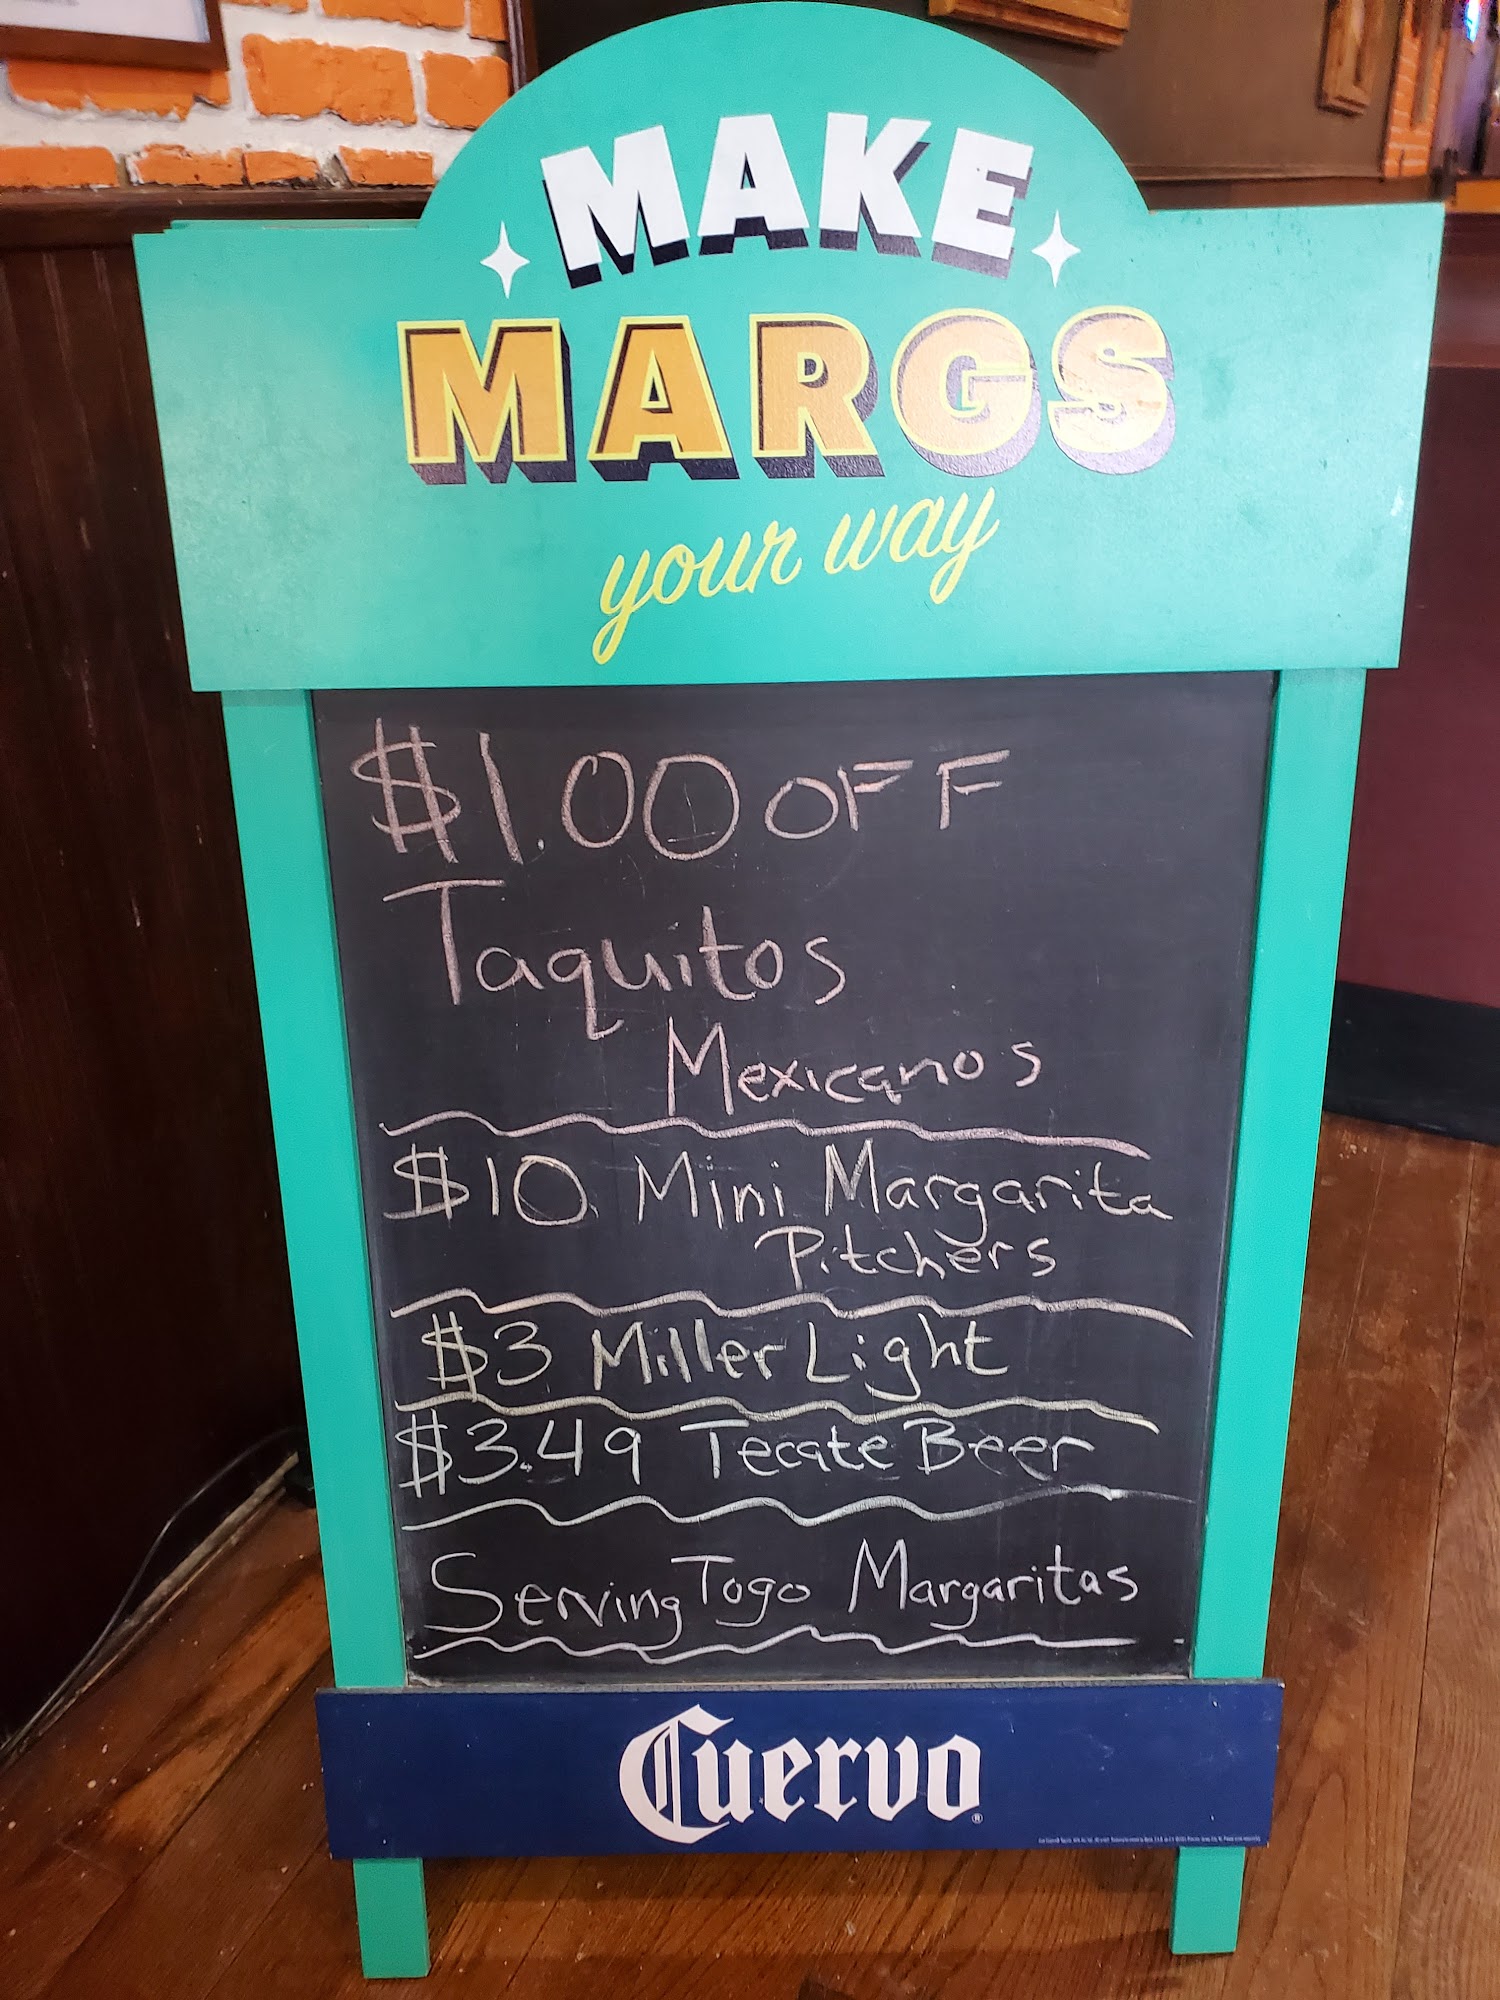 MAKE
MARGS
your way
$1.00 OFF
Taquitos
Mexicanos
$10 Mini Margarita
Pitchers
$3 Miller Light
$3.49 Tecate Beer
Serving Togo Margaritas
Cuervo®